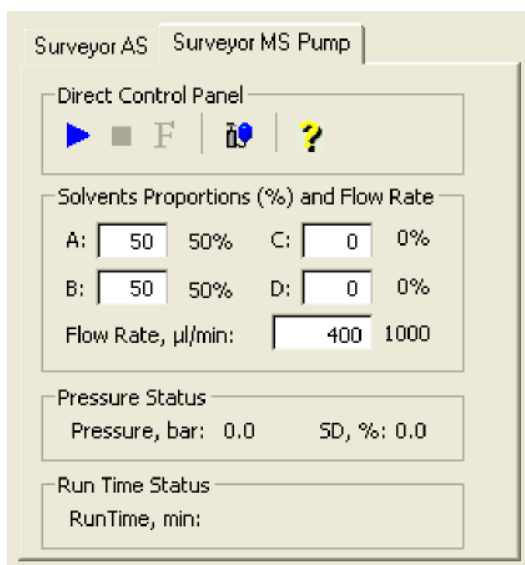 Surveyor AS Surveyor MS Pump
Direct Control Panel
F ?
Solvents Proportions (%) and Flow Rate
A: 50 50% C: 0 0%
B: 50 50% D: 0 0%
Flow Rate, µl/min: 400 1000
Pressure Status
Pressure, bar: 0.0 SD, %: 0.0
Run Time Status
RunTime, min: